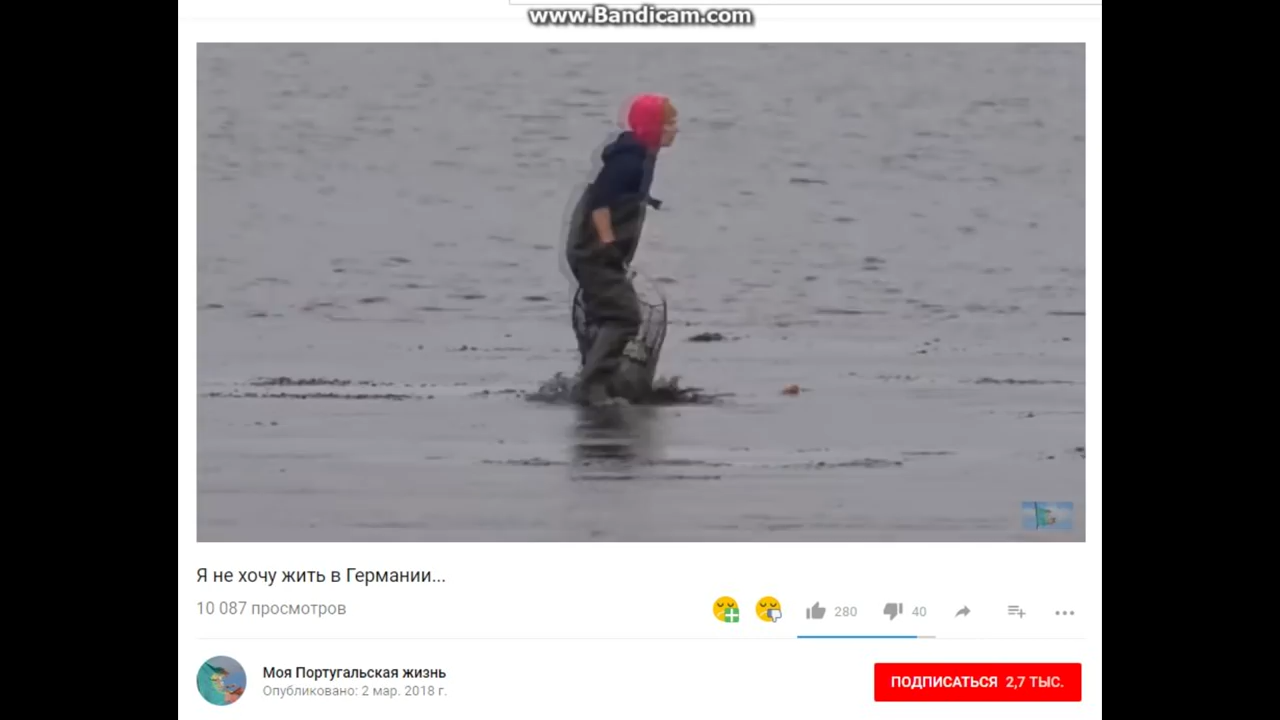 www.Bandicam.com
Я не хочу жить в Германии...
10 087 просмотров
280
40
Моя Португальская жизнь
Опубликовано: 2 мар. 2018 г.
ПОДПИСАТЬСЯ 2,7 ТЫС.